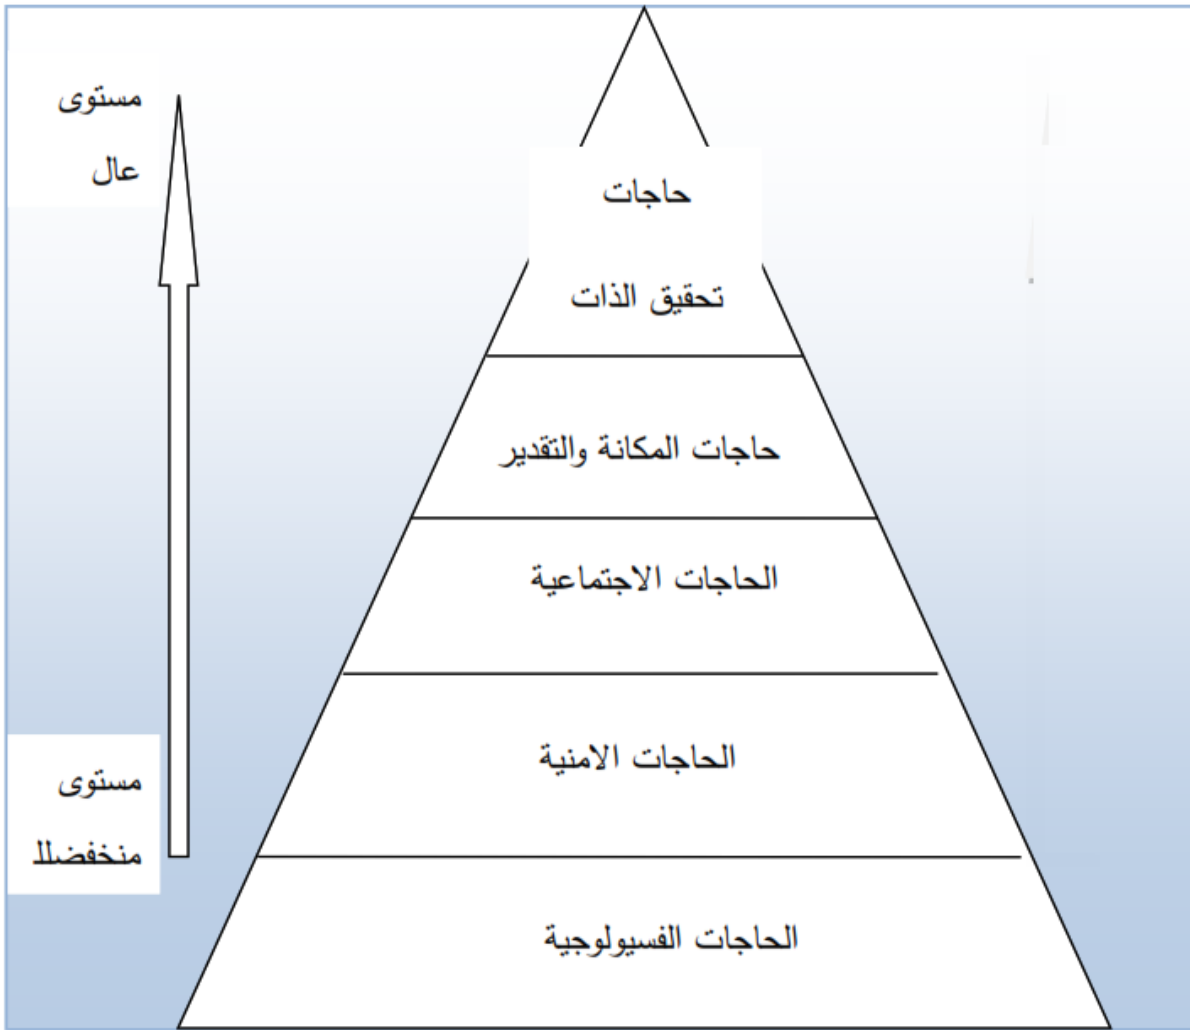 مستوى
عال
حاجات
تحقيق الذات
حاجات المكانة والتقدير
الحاجات الاجتماعية
الحاجات الامنية
مستوى
منخفضلل
الحاجات الفسيولوجية